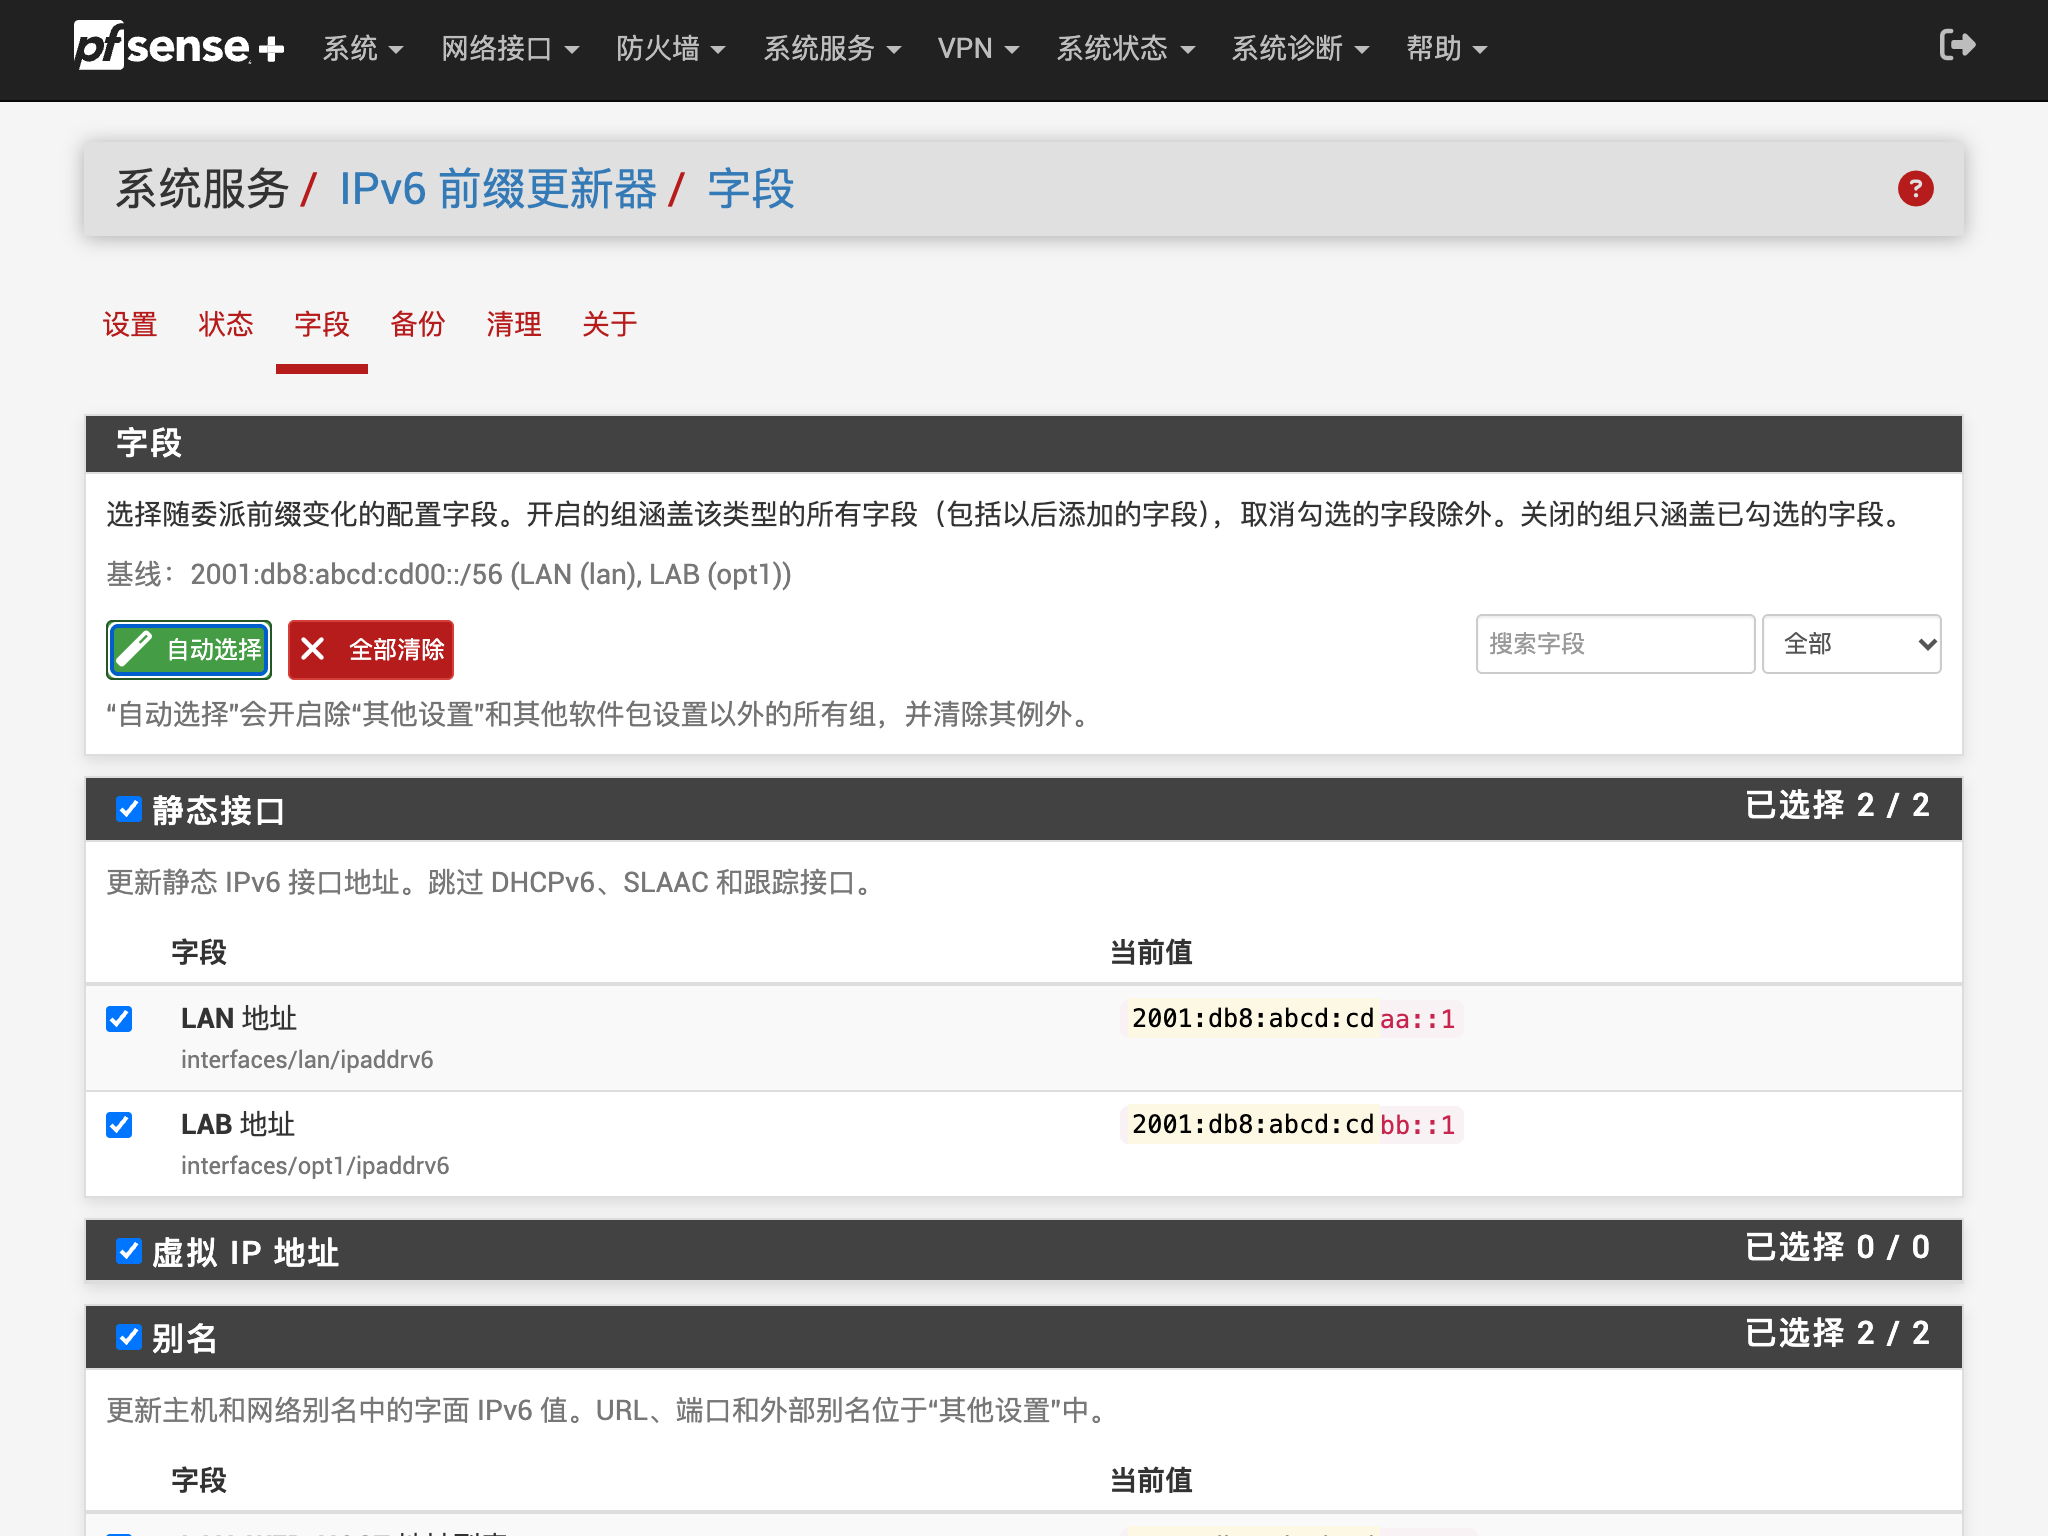 pfsense+ 系统 网络接口 防火墙 系统服务 VPN 系统状态 系统诊断 帮助
系统服务 / IPv6 前缀更新器 / 字段
设置 状态 字段 备份 清理 关于
字段
选择随委派前缀变化的配置字段。开启的组涵盖该类型的所有字段（包括以后添加的字段），取消勾选的字段除外。关闭的组只涵盖已勾选的字段。
基线： 2001:db8:abcd:cd00::/56 (LAN (lan), LAB (opt1))
自动选择 全部清除 搜索字段 全部
“自动选择”会开启除“其他设置”和其他软件包设置以外的所有组，并清除其例外。
静态接口 已选择 2 / 2
更新静态 IPv6 接口地址。跳过 DHCPv6、SLAAC 和跟踪接口。
字段 当前值
LAN 地址 2001:db8:abcd:cdaa::1
interfaces/lan/ipaddrv6
LAB 地址 2001:db8:abcd:cdbb::1
interfaces/opt1/ipaddrv6
虚拟 IP 地址 已选择 0 / 0
别名 已选择 2 / 2
更新主机和网络别名中的字面 IPv6 值。URL、端口和外部别名位于“其他设置”中。
字段 当前值